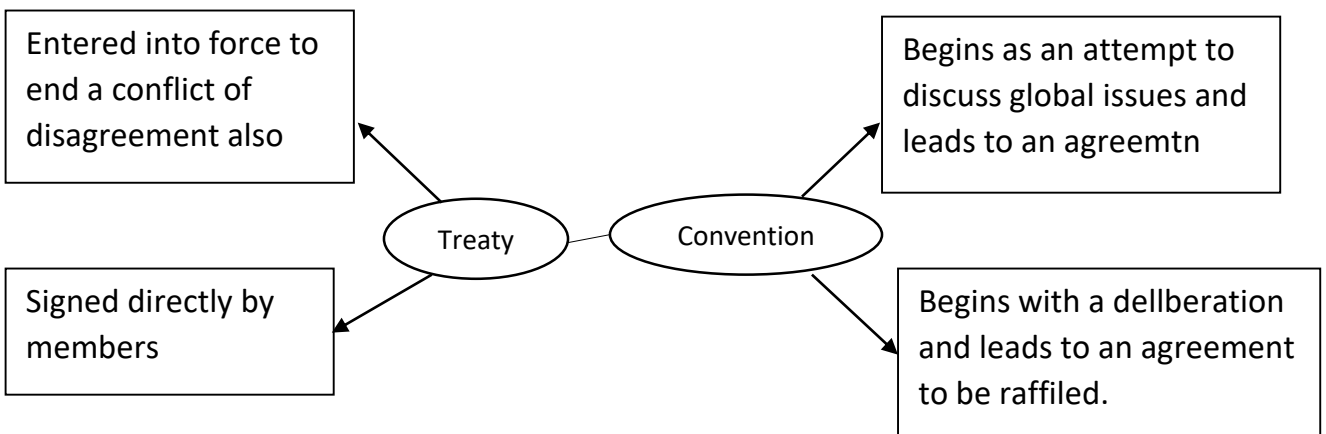 Entered into force to
end a conflict of
disagreement also
Begins as an attempt to
discuss global issues and
leads to an agreemtn
Treaty
Convention
Signed directly by
members
Begins with a dellberation
and leads to an agreement
to be raffiled.